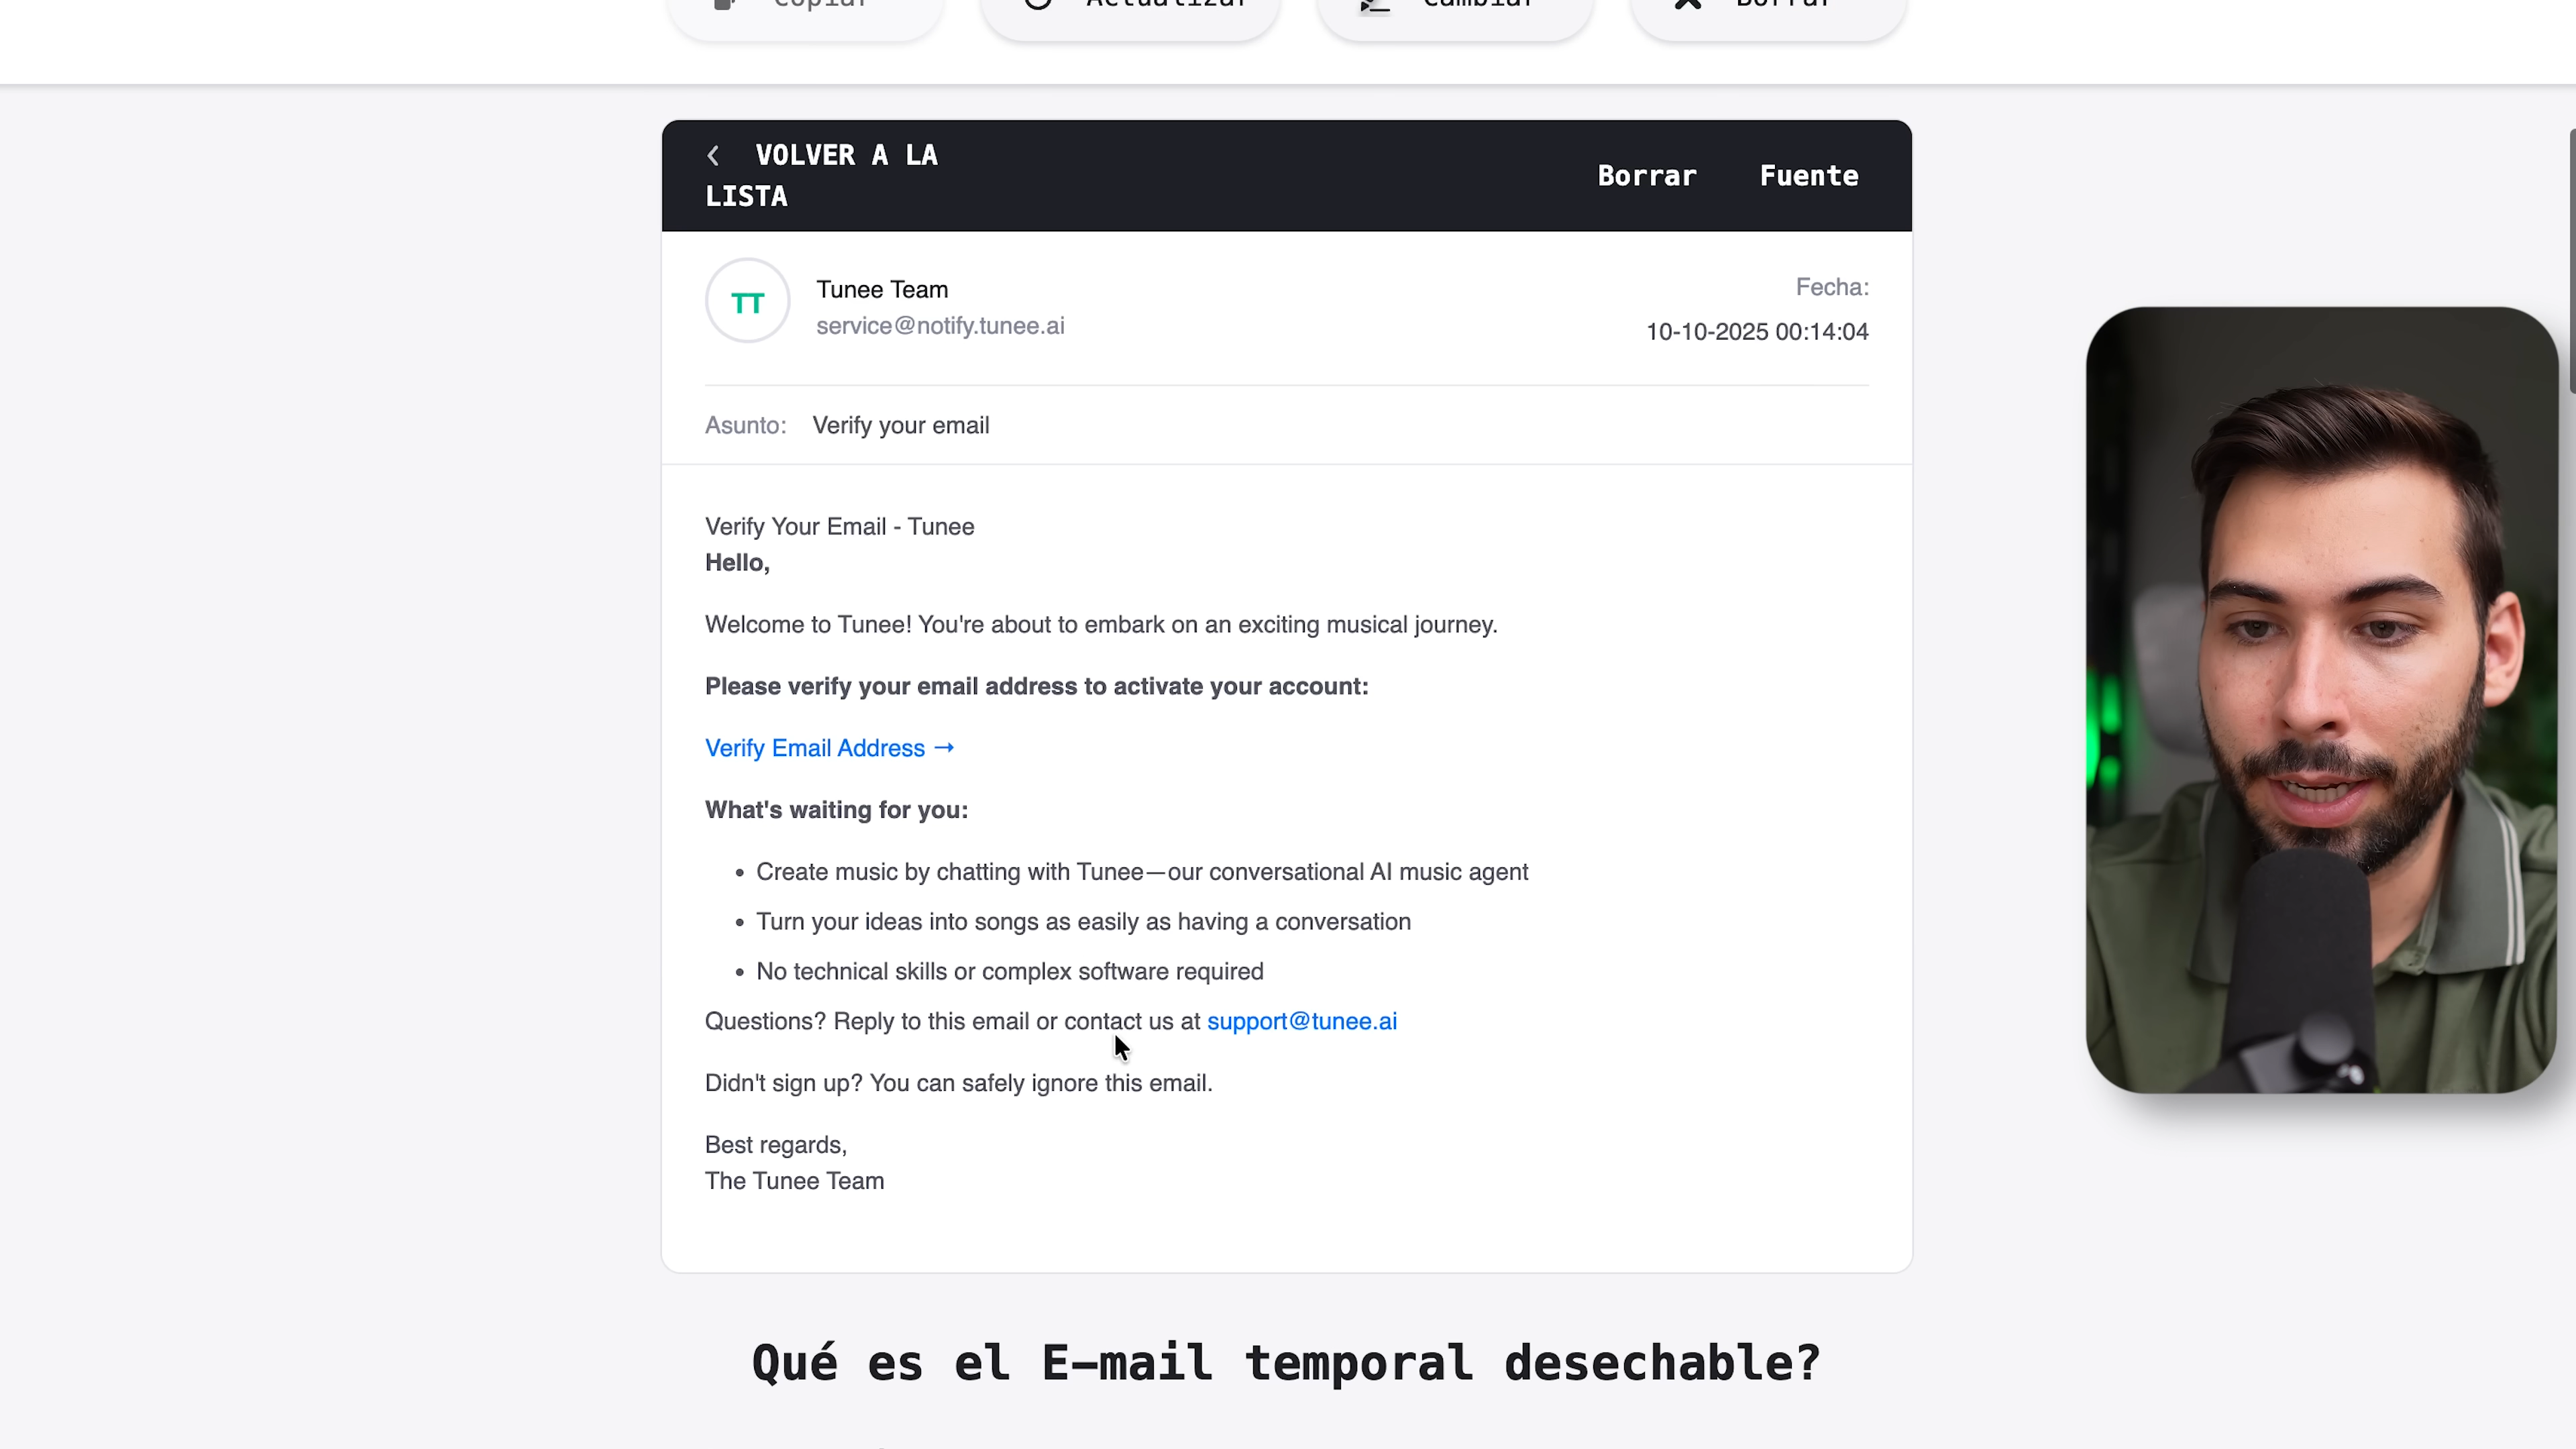 Copiar
Actualizar
Cambiar
Borrar
VOLVER A LA
LISTA
Borrar
Fuente
TT
Tunee Team
service@notify.tunee.ai
Fecha:
10-10-2025 00:14:04
Asunto: Verify your email
Verify Your Email - Tunee
Hello,
Welcome to Tunee! You're about to embark on an exciting musical journey.
Please verify your email address to activate your account:
Verify Email Address →
What's waiting for you:
• Create music by chatting with Tunee—our conversational AI music agent
• Turn your ideas into songs as easily as having a conversation
• No technical skills or complex software required
Questions? Reply to this email or contact us at support@tunee.ai
Didn't sign up? You can safely ignore this email.
Best regards,
The Tunee Team
Qué es el E-mail temporal desechable?